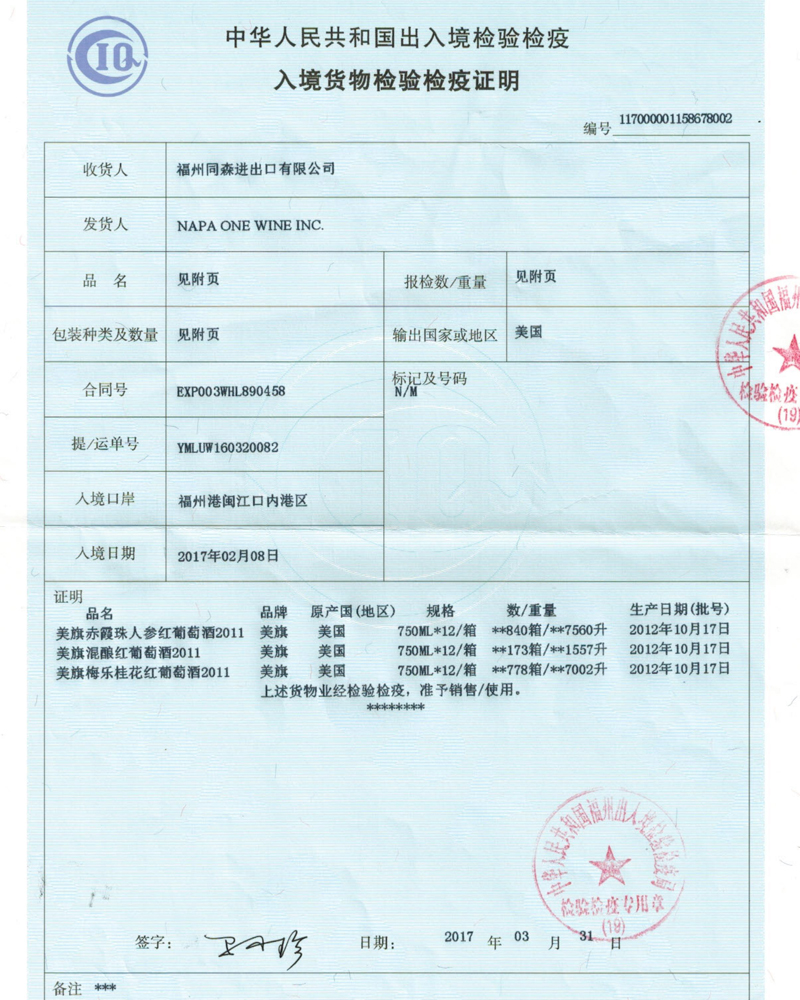 CIQ
中华人民共和国出入境检验检疫
入境货物检验检疫证明
编号 117000001158678002
收货人 福州同森进出口有限公司
发货人 NAPA ONE WINE INC.
品 名 见附页 报检数/重量 见附页
包装种类及数量 见附页 输出国家或地区 美国
合同号 EXP003WHL890458 标记及号码
N/M
提/运单号 YMLUW160320082
入境口岸 福州港闽江口内港区
入境日期 2017年02月08日
证明
品名 品牌 原产国(地区) 规格 数/重量 生产日期(批号)
美旗赤霞珠人参红葡萄酒2011 美旗 美国 750ML*12/箱 **840箱/**7560升 2012年10月17日
美旗混酿红葡萄酒2011 美旗 美国 750ML*12/箱 **173箱/**1557升 2012年10月17日
美旗梅乐桂花红葡萄酒2011 美旗 美国 750ML*12/箱 **778箱/**7002升 2012年10月17日
上述货物业经检验检疫，准予销售/使用。
********
中华人民共和国福州
检验检疫
(19)
中华人民共和国福州出入境检验检疫局
检验检疫专用章
(19)
签字： 日期： 2017 年 03 月 31 日
备注 ***